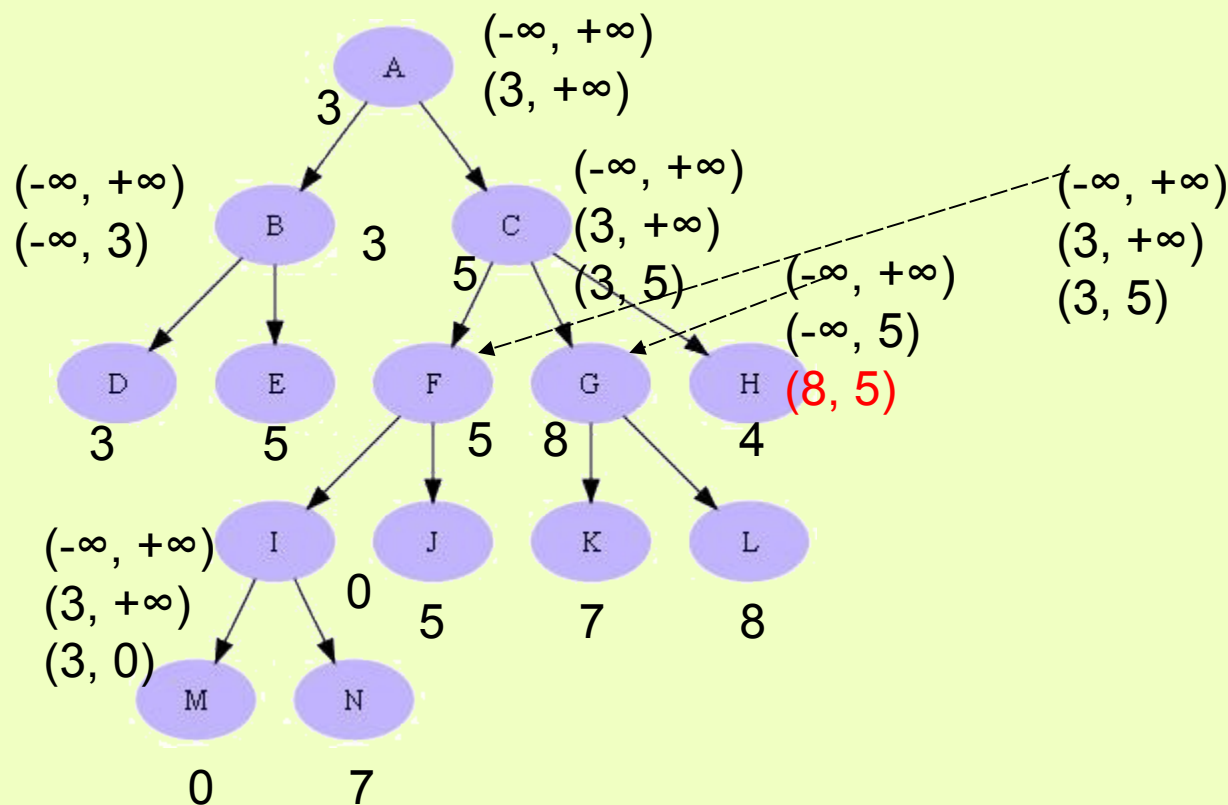 (-∞, +∞)
A
(3, +∞)
3
(-∞, +∞)
(-∞, 3)
B
3
C
(-∞, +∞)
(3, +∞)
(3, 5)
5
(-∞, +∞)
(-∞, 5)
(8, 5)
(-∞, +∞)
(3, +∞)
(3, 5)
D
E
F
G
H
3
5
5
8
4
(-∞, +∞)
(3, +∞)
(3, 0)
I
J
K
L
0
5
7
8
M
N
0
7